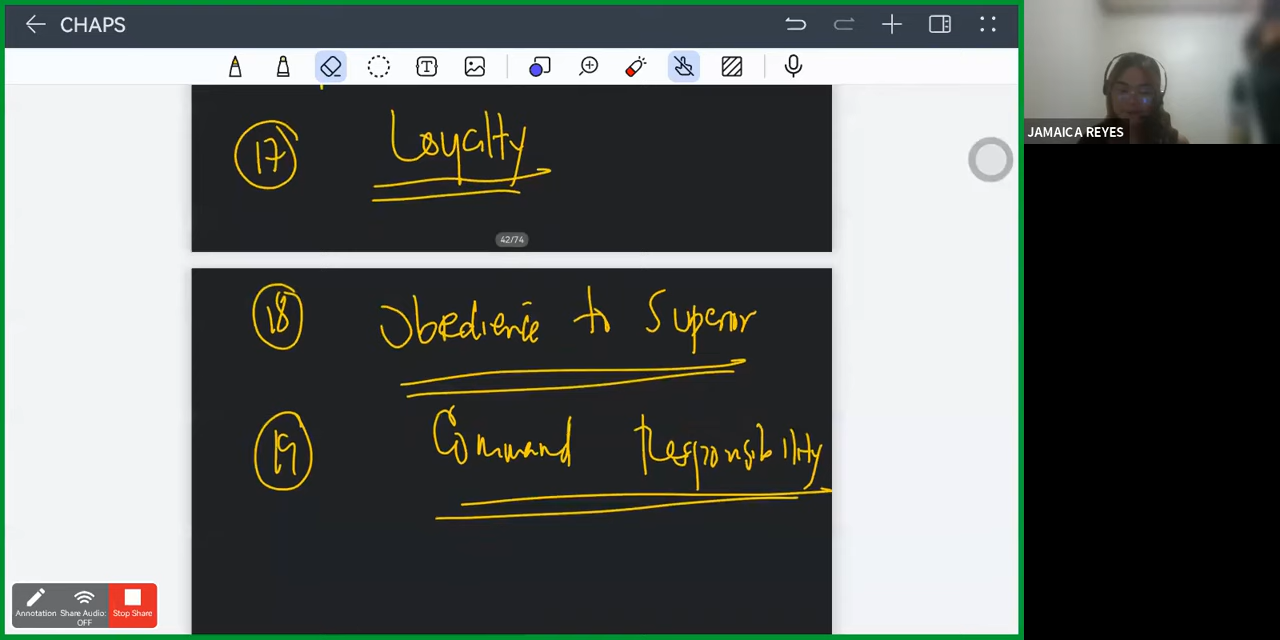 CHAPS
JAMAICA REYES
17 Loyalty
42/74
18 Obedience to Superior
19 Command Responsibility
Annotation
Share Audio: OFF
Stop Share